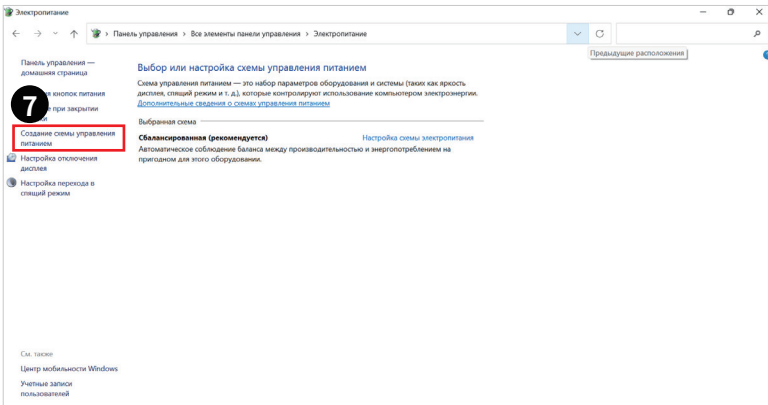 Электропитание
Панель управления > Все элементы панели управления > Электропитание
Предыдущие расположения
Панель управления —
домашняя страница
кнопок питания
при закрытии
7
Создание схемы управления
питанием
Настройка отключения
дисплея
Настройка перехода в
спящий режим
Выбор или настройка схемы управления питанием
Схема управления питанием — это набор параметров оборудования и системы (таких как яркость
дисплея, спящий режим и т. д.), которые контролируют использование компьютером электроэнергии.
Дополнительные сведения о схемах управления питанием
Выбранная схема
Сбалансированная (рекомендуется)
Настройка схемы электропитания
Автоматическое соблюдение баланса между производительностью и энергопотреблением на
пригодном для этого оборудовании.
См. также
Центр мобильности Windows
Учетные записи
пользователей